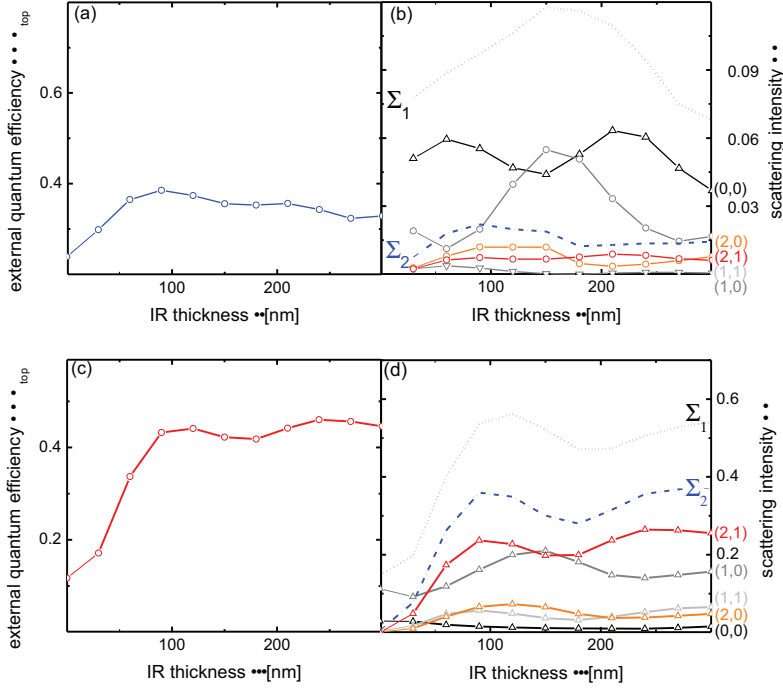 (a)
external quantum efficiency • • • top
0.6
0.4
100
200
IR thickness ••[nm]
(b)
Σ1
Σ2
0.09
0.06
0.03
(0,0)
(2,0)
(2,1)
(1,1)
(1,0)
scattering intensity • •
100
200
IR thickness ••[nm]
(c)
external quantum efficiency • • • top
0.4
0.2
100
200
IR thickness •••[nm]
(d)
Σ1
Σ2
0.6
0.4
0.2
(2,1)
(1,0)
(1,1)
(2,0)
(0,0)
scattering intensity • •
100
200
IR thickness •••[nm]